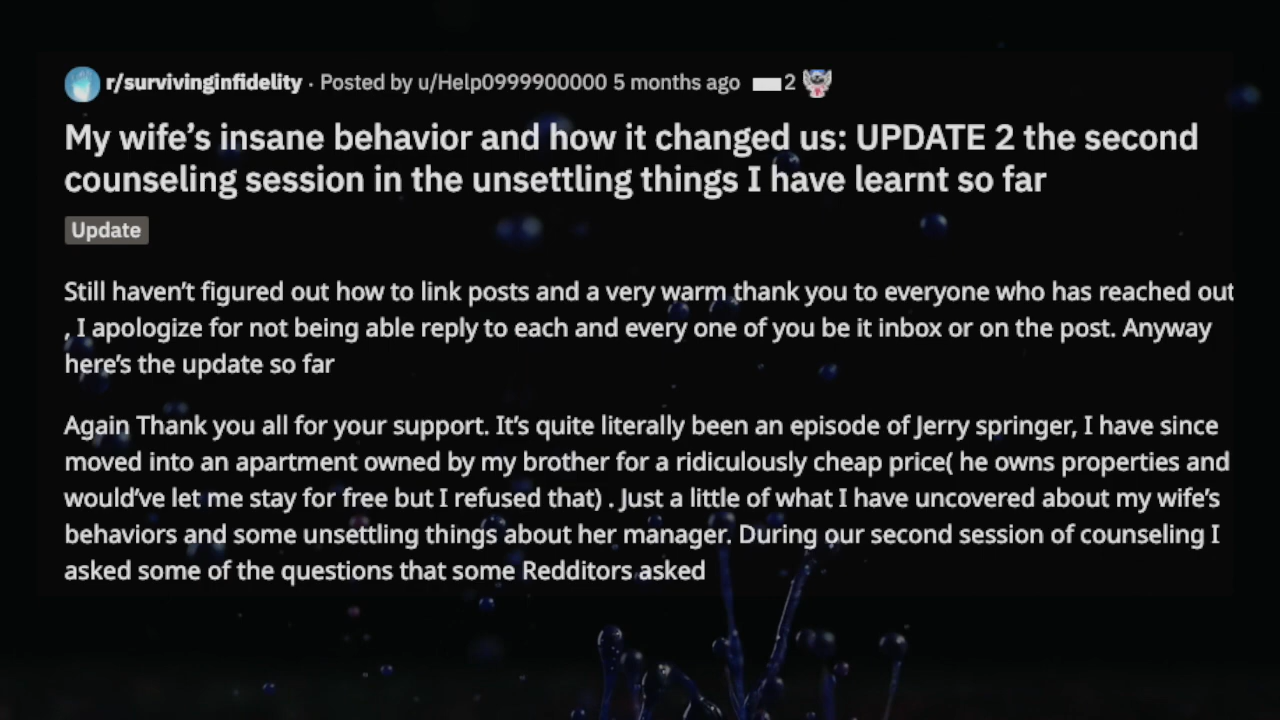 r/survivinginfidelity · Posted by u/Help0999900000 5 months ago 2
My wife’s insane behavior and how it changed us: UPDATE 2 the second
counseling session in the unsettling things I have learnt so far
Update
Still haven’t figured out how to link posts and a very warm thank you to everyone who has reached out
, I apologize for not being able reply to each and every one of you be it inbox or on the post. Anyway
here’s the update so far
Again Thank you all for your support. It’s quite literally been an episode of Jerry springer, I have since
moved into an apartment owned by my brother for a ridiculously cheap price( he owns properties and
would’ve let me stay for free but I refused that) . Just a little of what I have uncovered about my wife’s
behaviors and some unsettling things about her manager. During our second session of counseling I
asked some of the questions that some Redditors asked